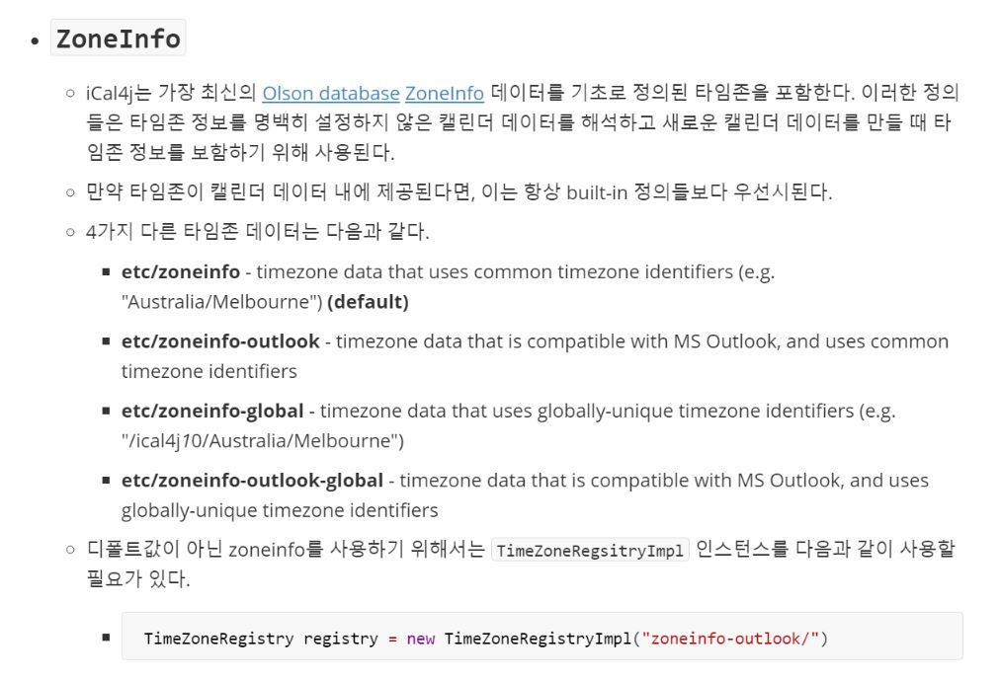 ZoneInfo
iCal4j는 가장 최신의 Olson database ZoneInfo 데이터를 기초로 정의된 타임존을 포함한다. 이러한 정의
들은 타임존 정보를 명백히 설정하지 않은 캘린더 데이터를 해석하고 새로운 캘린더 데이터를 만들 때 타
임존 정보를 보함하기 위해 사용된다.
만약 타임존이 캘린더 데이터 내에 제공된다면, 이는 항상 built-in 정의들보다 우선시된다.
4가지 다른 타임존 데이터는 다음과 같다.
etc/zoneinfo - timezone data that uses common timezone identifiers (e.g.
"Australia/Melbourne") (default)
etc/zoneinfo-outlook - timezone data that is compatible with MS Outlook, and uses common
timezone identifiers
etc/zoneinfo-global - timezone data that uses globally-unique timezone identifiers (e.g.
"/ical4j10/Australia/Melbourne")
etc/zoneinfo-outlook-global - timezone data that is compatible with MS Outlook, and uses
globally-unique timezone identifiers
디폴트값이 아닌 zoneinfo를 사용하기 위해서는 TimeZoneRegsitryImpl 인스턴스를 다음과 같이 사용할
필요가 있다.
TimeZoneRegistry registry = new TimeZoneRegistryImpl("zoneinfo-outlook/")